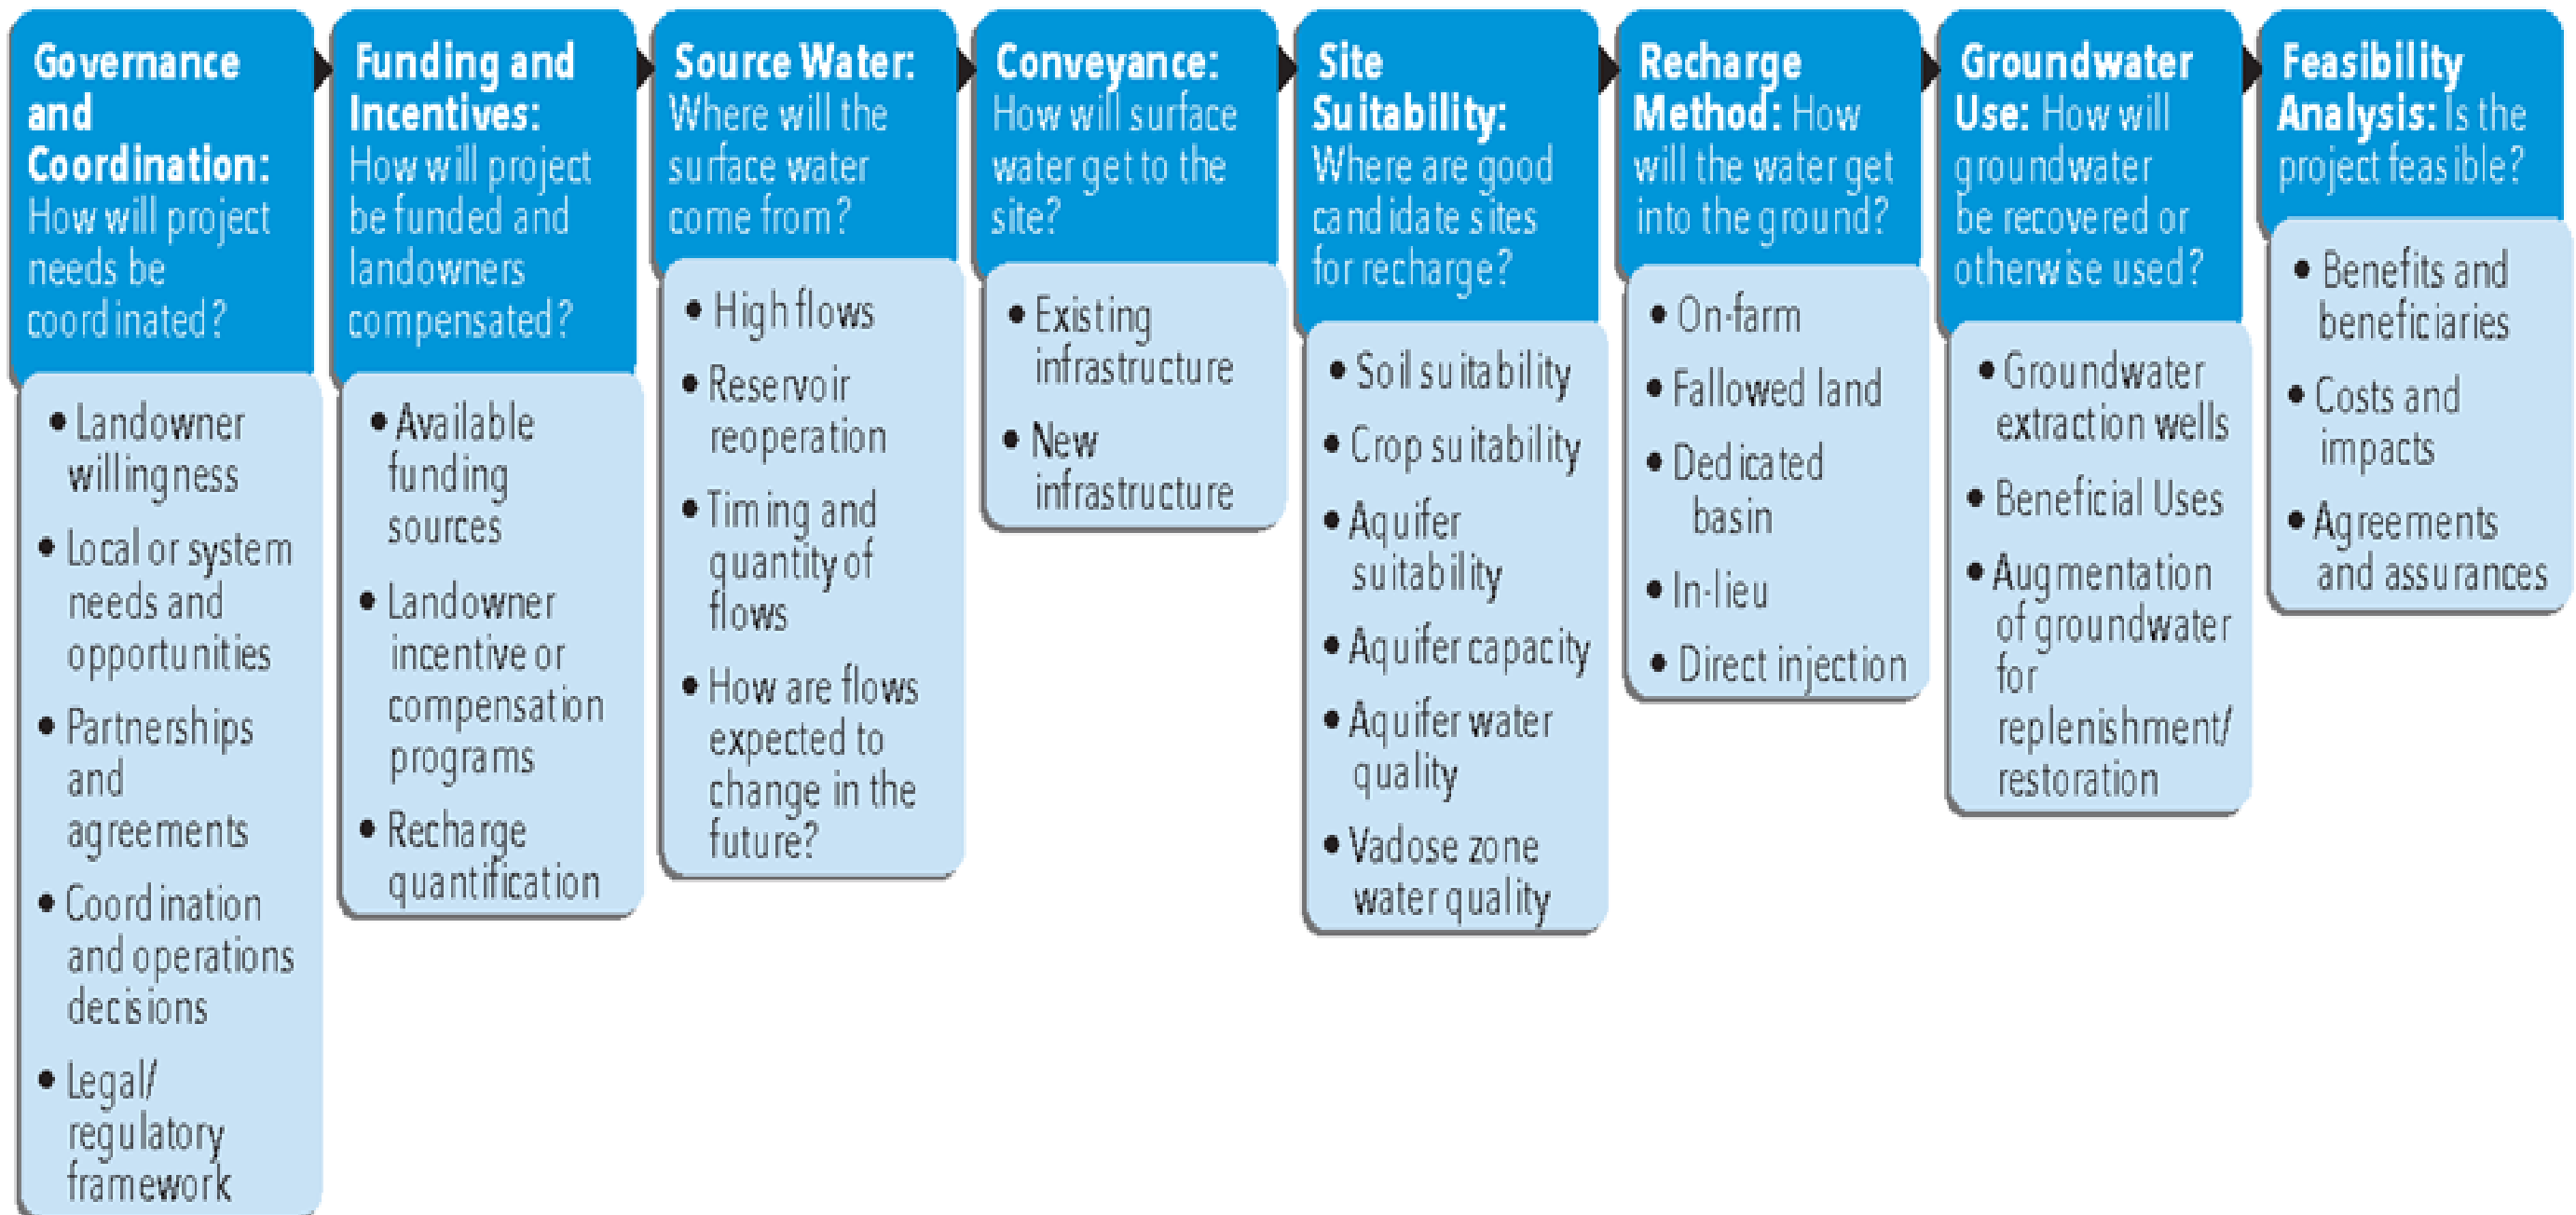 Governance
and
Coordination:
How will project
needs be
coordinated?
• Landowner
willingness
• Local or system
needs and
opportunities
• Partnerships
and
agreements
• Coordination
and operations
decisions
• Legal/
regulatory
framework
Funding and
Incentives:
How will project
be funded and
landowners
compensated?
• Available
funding
sources
• Landowner
incentive or
compensation
programs
• Recharge
quantification
Source Water:
Where will the
surface water
come from?
• High flows
• Reservoir
reoperation
• Timing and
quantity of
flows
• How are flows
expected to
change in the
future?
Conveyance:
How will surface
water get to the
site?
• Existing
infrastructure
• New
infrastructure
Site
Suitability:
Where are good
candidate sites
for recharge?
• Soil suitability
• Crop suitability
• Aquifer
suitability
• Aquifer capacity
• Aquifer water
quality
• Vadose zone
water quality
Recharge
Method: How
will the water get
into the ground?
• On-farm
• Fallowed land
• Dedicated
basin
• In-lieu
• Direct injection
Groundwater
Use: How will
groundwater
be recovered or
otherwise used?
• Groundwater
extraction wells
• Beneficial Uses
• Augmentation
of groundwater
for
replenishment/
restoration
Feasibility
Analysis: Is the
project feasible?
• Benefits and
beneficiaries
• Costs and
impacts
• Agreements
and assurances